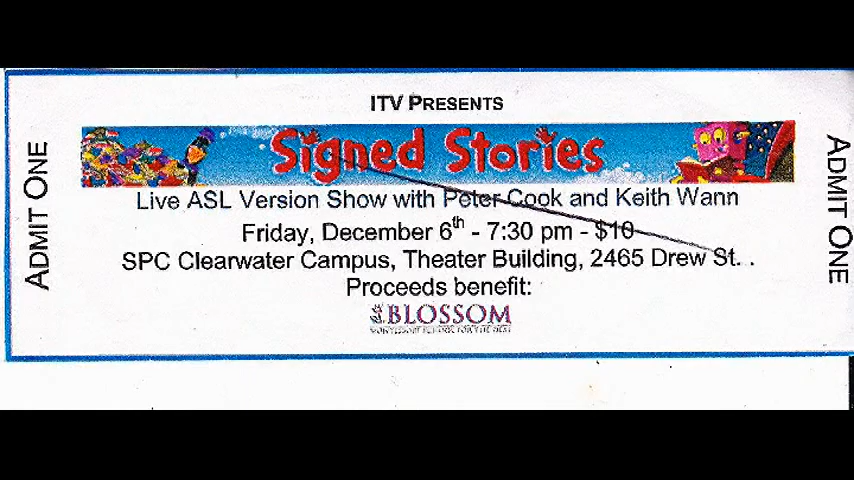 ITV PRESENTS
Signed Stories
Live ASL Version Show with Peter Cook and Keith Wann
Friday, December 6th - 7:30 pm - $10
SPC Clearwater Campus, Theater Building, 2465 Drew St. .
Proceeds benefit:
BLOSSOM
ADMIT ONE
ADMIT ONE